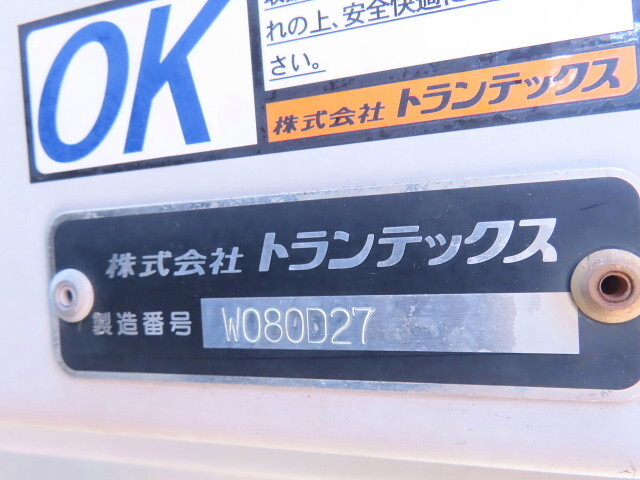 OK
れの上、安全快適に
さい。
株式会社 トランテックス
株式会社 トランテックス
製造番号 W080D27